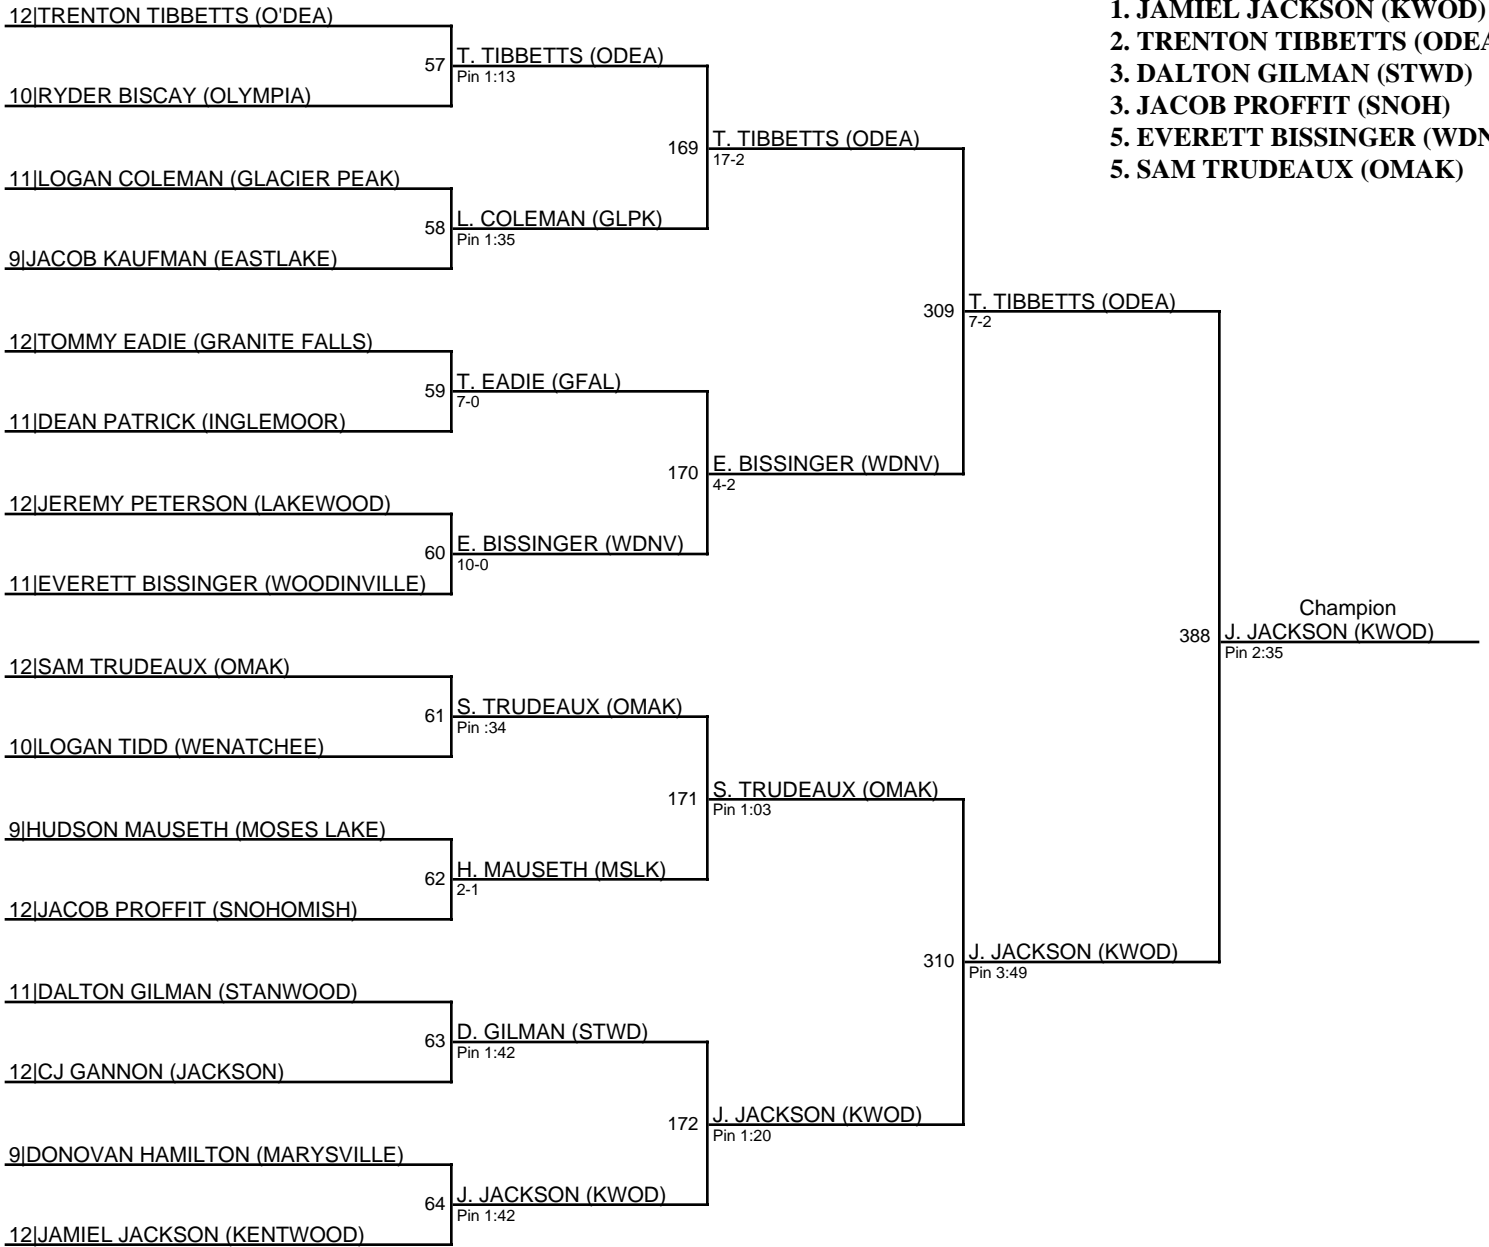 12|TRENTON TIBBETTS (O'DEA)
10|RYDER BISCAY (OLYMPIA)
11|LOGAN COLEMAN (GLACIER PEAK)
9|JACOB KAUFMAN (EASTLAKE)
12|TOMMY EADIE (GRANITE FALLS)
11|DEAN PATRICK (INGLEMOOR)
12|JEREMY PETERSON (LAKEWOOD)
11|EVERETT BISSINGER (WOODINVILLE)
12|SAM TRUDEAUX (OMAK)
10|LOGAN TIDD (WENATCHEE)
9|HUDSON MAUSETH (MOSES LAKE)
12|JACOB PROFFIT (SNOHOMISH)
11|DALTON GILMAN (STANWOOD)
12|CJ GANNON (JACKSON)
9|DONOVAN HAMILTON (MARYSVILLE)
12|JAMIEL JACKSON (KENTWOOD)
57 T. TIBBETTS (ODEA)
Pin 1:13
58 L. COLEMAN (GLPK)
Pin 1:35
59 T. EADIE (GFAL)
7-0
60 E. BISSINGER (WDNV)
10-0
61 S. TRUDEAUX (OMAK)
Pin :34
62 H. MAUSETH (MSLK)
2-1
63 D. GILMAN (STWD)
Pin 1:42
64 J. JACKSON (KWOD)
Pin 1:42
169 T. TIBBETTS (ODEA)
17-2
170 E. BISSINGER (WDNV)
4-2
171 S. TRUDEAUX (OMAK)
Pin 1:03
172 J. JACKSON (KWOD)
Pin 1:20
309 T. TIBBETTS (ODEA)
7-2
310 J. JACKSON (KWOD)
Pin 3:49
Champion
388 J. JACKSON (KWOD)
Pin 2:35
1. JAMIEL JACKSON (KWOD)
2. TRENTON TIBBETTS (ODEA
3. DALTON GILMAN (STWD)
3. JACOB PROFFIT (SNOH)
5. EVERETT BISSINGER (WDN
5. SAM TRUDEAUX (OMAK)